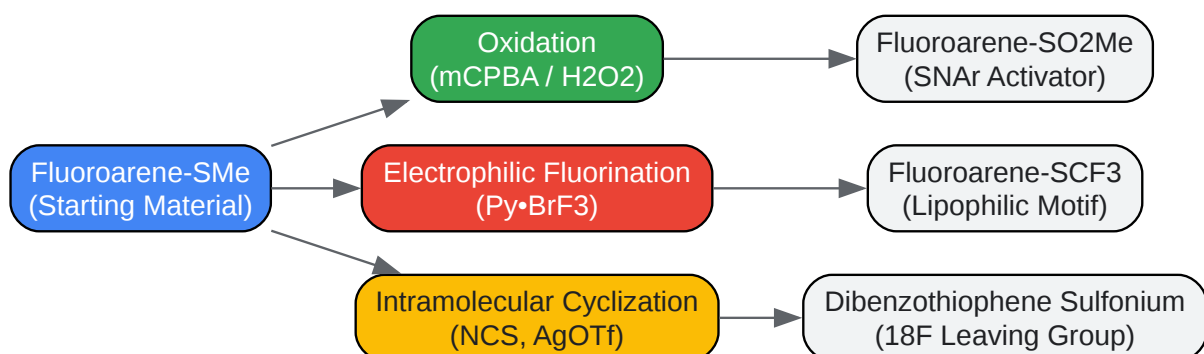 Oxidation
(mCPBA / H2O2)
Fluoroarene-SO2Me
(SNAr Activator)
Fluoroarene-SMe
(Starting Material)
Electrophilic Fluorination
(Py•BrF3)
Fluoroarene-SCF3
(Lipophilic Motif)
Intramolecular Cyclization
(NCS, AgOTf)
Dibenzothiophene Sulfonium
(18F Leaving Group)